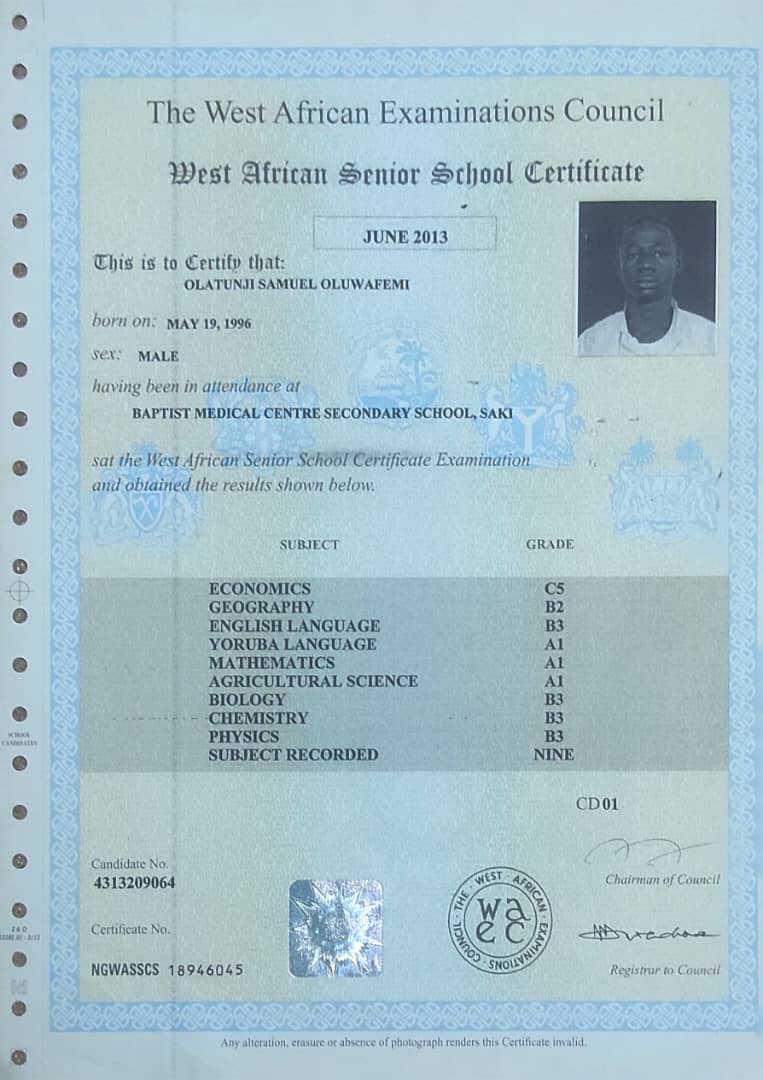 The West African Examinations Council
West African Senior School Certificate
JUNE 2013
This is to Certify that:
OLATUNJI SAMUEL OLUWAFEMI
born on: MAY 19, 1996
sex: MALE
having been in attendance at
BAPTIST MEDICAL CENTRE SECONDARY SCHOOL, SAKI
sat the West African Senior School Certificate Examination
and obtained the results shown below.
SUBJECT GRADE
ECONOMICS C5
GEOGRAPHY B2
ENGLISH LANGUAGE B3
YORUBA LANGUAGE A1
MATHEMATICS A1
AGRICULTURAL SCIENCE A1
BIOLOGY B3
CHEMISTRY B3
PHYSICS B3
SUBJECT RECORDED NINE
SCHOOL
CANDIDATES
CD 01
Candidate No.
4313209064
Chairman of Council
Certificate No.
NGWASSCS 18946045
THE WEST AFRICAN EXAMINATIONS COUNCIL
waec
Registrar to Council
Any alteration, erasure or absence of photograph renders this Certificate invalid.